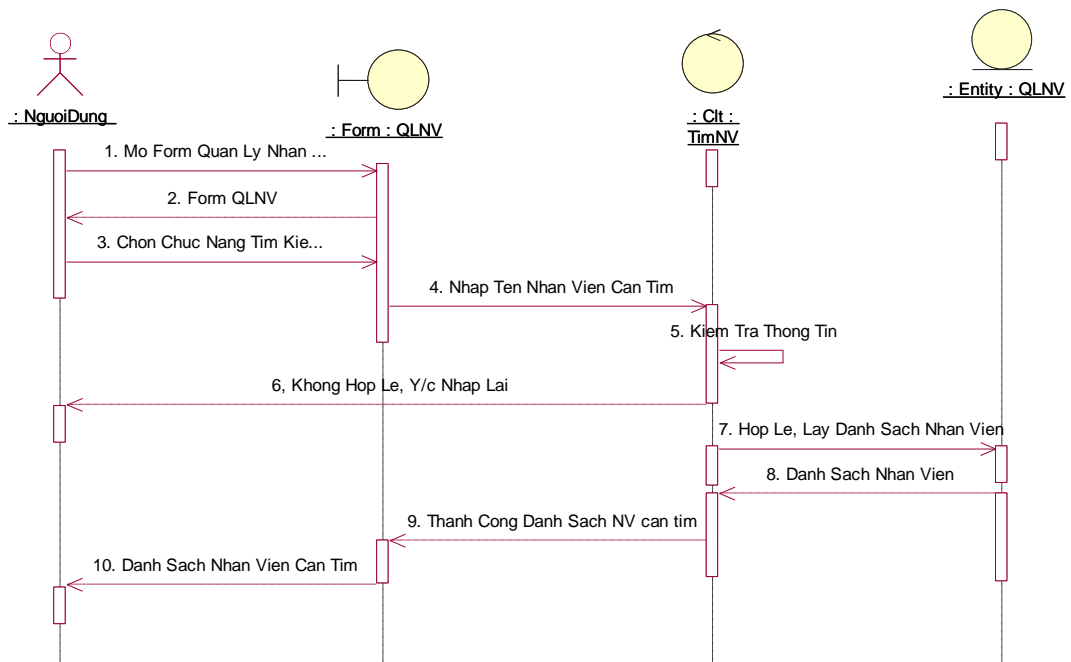 : NguoiDung
: Form : QLNV
: Clt :
TimNV
: Entity : QLNV
1. Mo Form Quan Ly Nhan ...
2. Form QLNV
3. Chon Chuc Nang Tim Kie...
4. Nhap Ten Nhan Vien Can Tim
5. Kiem Tra Thong Tin
6, Khong Hop Le, Y/c Nhap Lai
7. Hop Le, Lay Danh Sach Nhan Vien
8. Danh Sach Nhan Vien
9. Thanh Cong Danh Sach NV can tim
10. Danh Sach Nhan Vien Can Tim